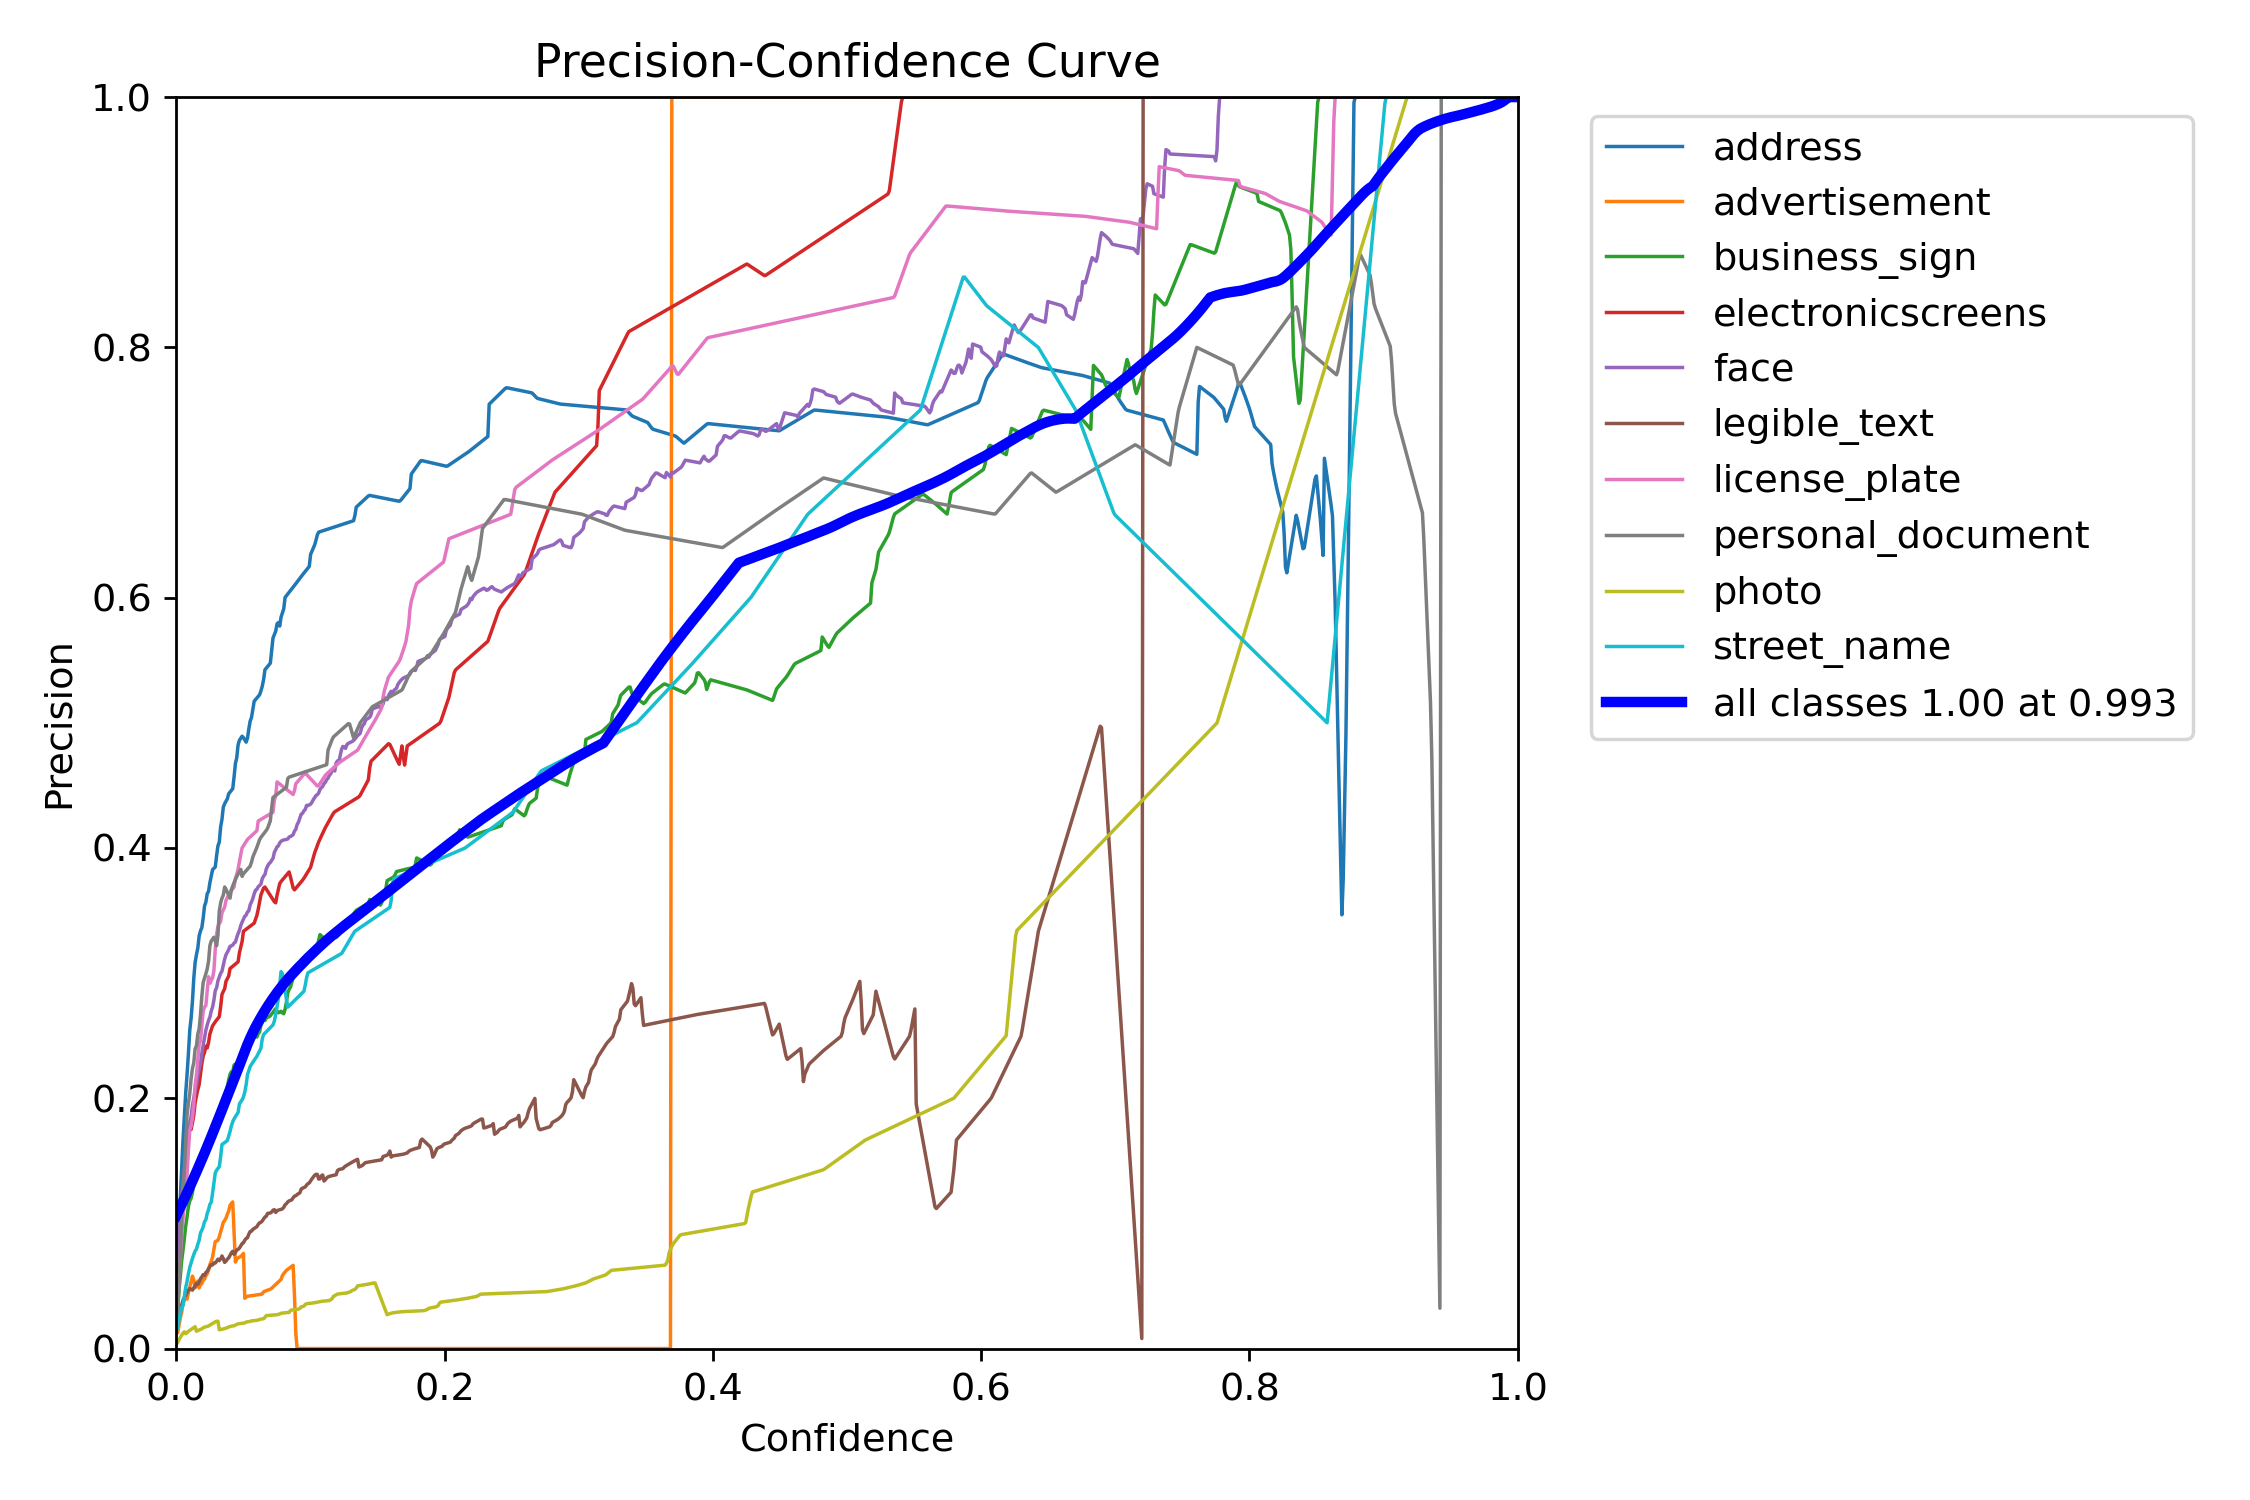 Precision-Confidence Curve
1.0
0.8
0.6
0.4
0.2
0.0
Precision
0.0 0.2 0.4 0.6 0.8 1.0
Confidence
address
advertisement
business_sign
electronicscreens
face
legible_text
license_plate
personal_document
photo
street_name
all classes 1.00 at 0.993